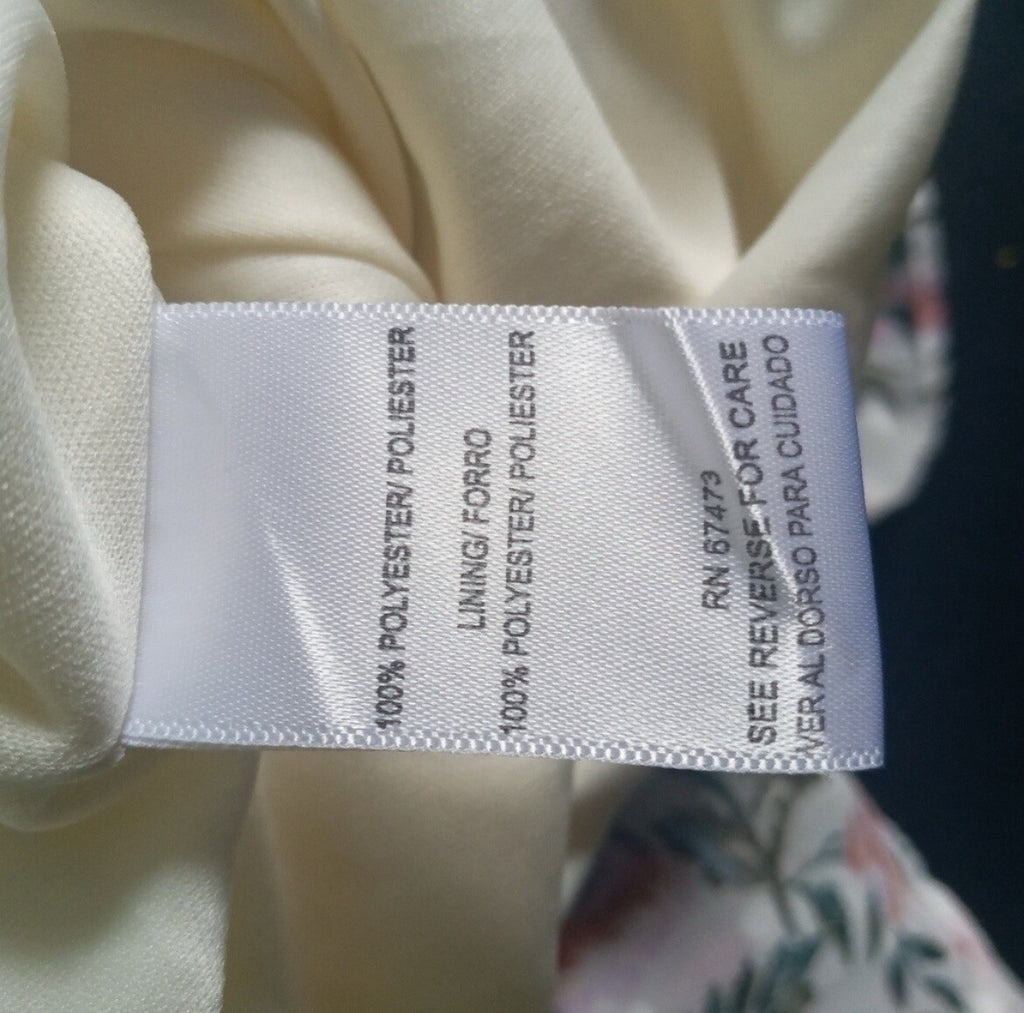 100% POLYESTER/ POLIESTER
LINING/ FORRO
100% POLYESTER/ POLIESTER
RN 67473
SEE REVERSE FOR CARE
VER AL DORSO PARA CUIDADO